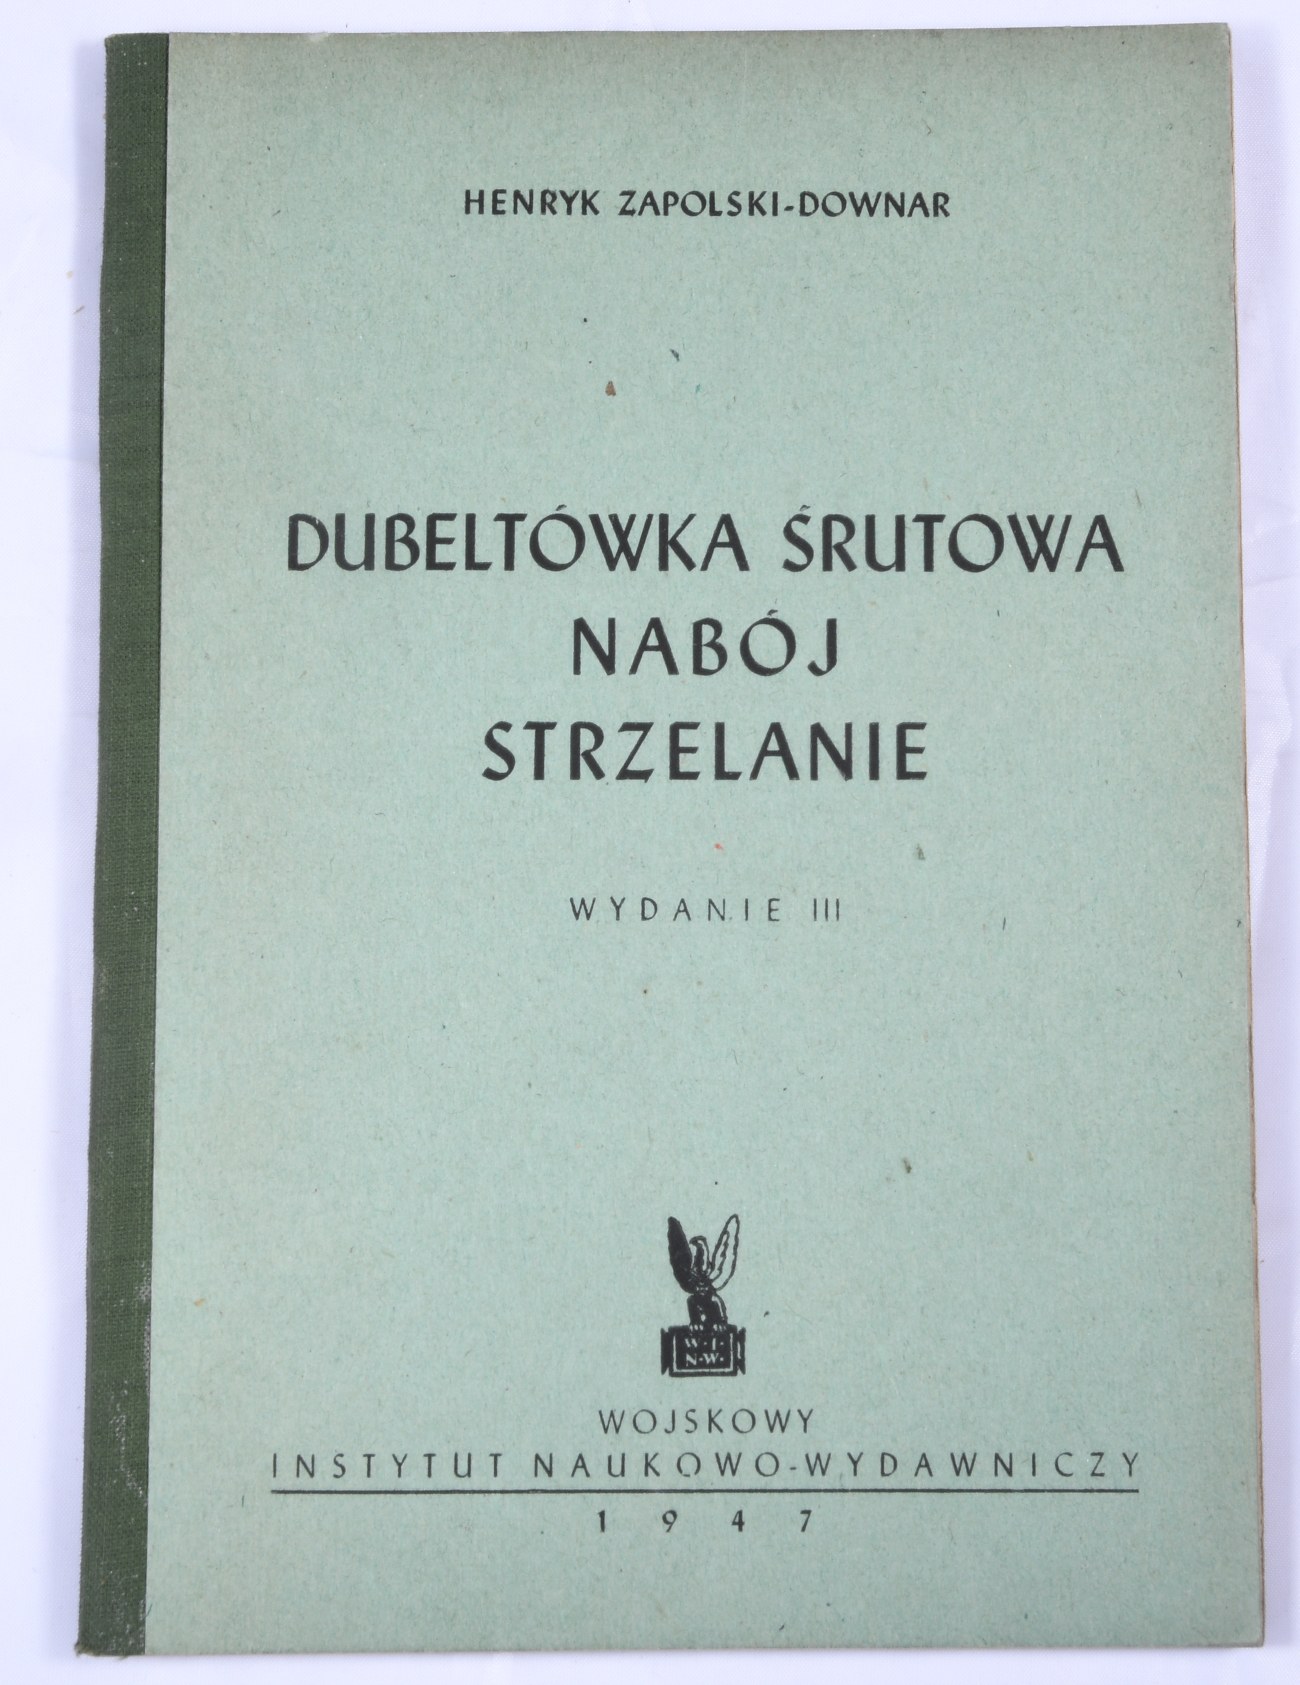 HENRYK ZAPOLSKI-DOWNAR
DUBELTÓWKA ŚRUTOWA
NABÓJ
STRZELANIE
WYDANIE III
W·I·
N·W·
WOJSKOWY
INSTYTUT NAUKOWO-WYDAWNICZY
1947